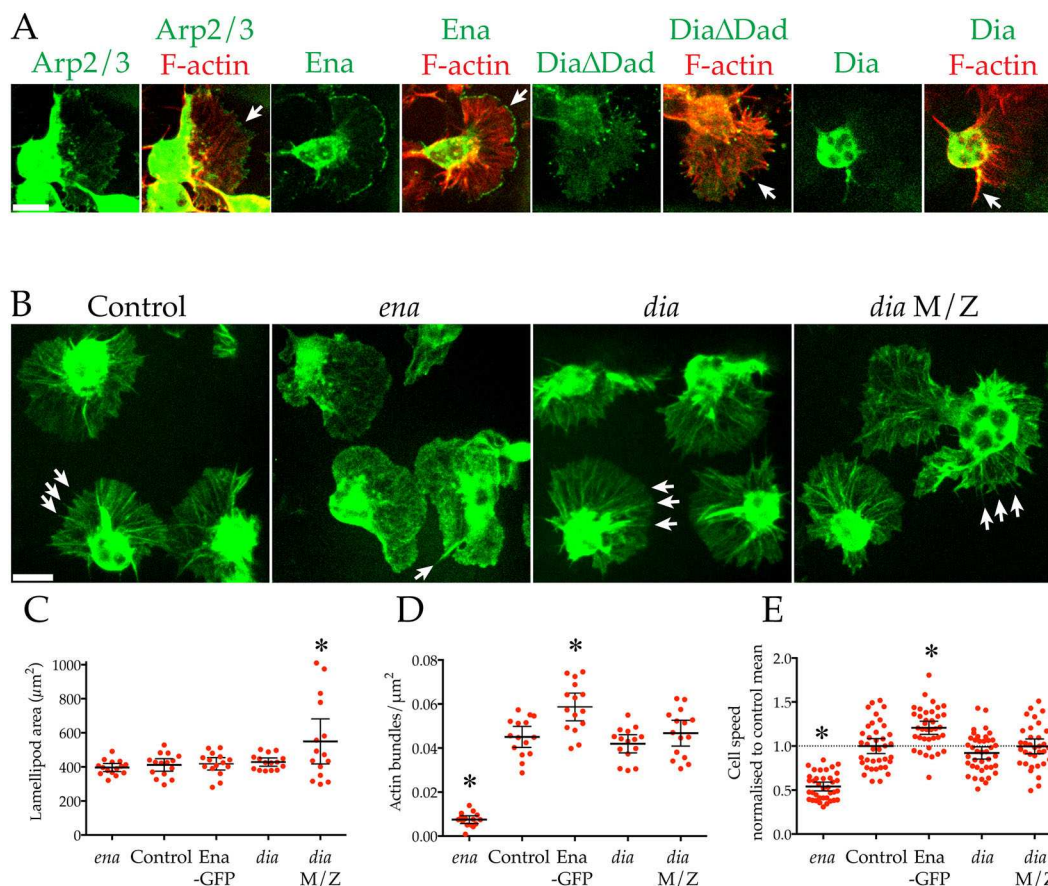 A
Arp2/3
Arp2/3
F-actin
Ena
Ena
F-actin
DiaΔDad
DiaΔDad
F-actin
Dia
Dia
F-actin
B
Control
ena
dia
dia M/Z
C
*
Lamellipod area (μm²)
1000
800
600
400
200
0
ena
Control
Ena
-GFP
dia
dia
M/Z
D
*
*
Actin bundles/μm²
0.08
0.06
0.04
0.02
0.00
ena
Control
Ena
-GFP
dia
dia
M/Z
E
*
*
Cell speed
normalised to control mean
2.0
1.5
1.0
0.5
0.0
ena
Control
Ena
-GFP
dia
dia
M/Z